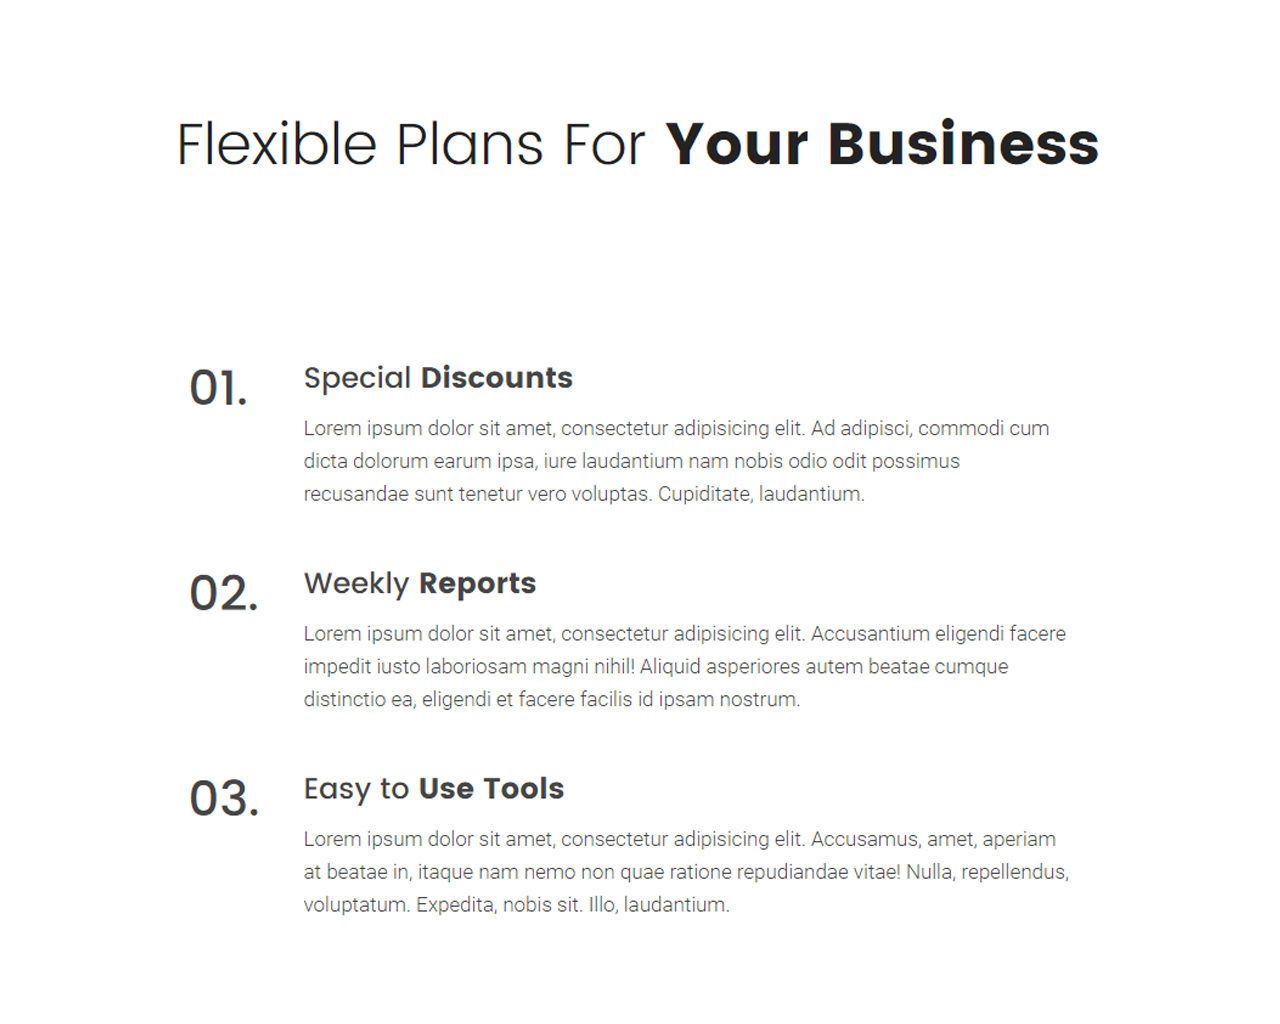 Flexible Plans For Your Business
01.
Special Discounts
Lorem ipsum dolor sit amet, consectetur adipisicing elit. Ad adipisci, commodi cum
dicta dolorum earum ipsa, iure laudantium nam nobis odio odit possimus
recusandae sunt tenetur vero voluptas. Cupiditate, laudantium.
02.
Weekly Reports
Lorem ipsum dolor sit amet, consectetur adipisicing elit. Accusantium eligendi facere
impedit iusto laboriosam magni nihil! Aliquid asperiores autem beatae cumque
distinctio ea, eligendi et facere facilis id ipsam nostrum.
03.
Easy to Use Tools
Lorem ipsum dolor sit amet, consectetur adipisicing elit. Accusamus, amet, aperiam
at beatae in, itaque nam nemo non quae ratione repudiandae vitae! Nulla, repellendus,
voluptatum. Expedita, nobis sit. Illo, laudantium.